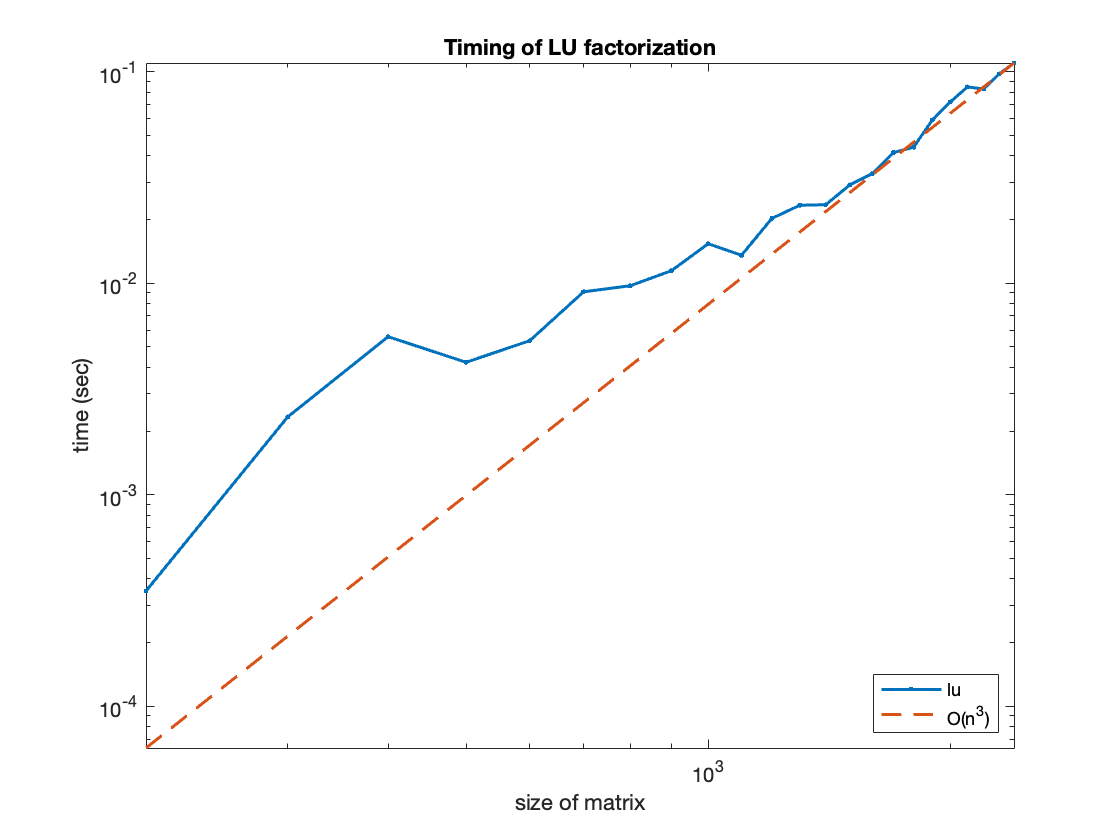 Timing of LU factorization
10^-1
10^-2
10^-3
10^-4
time (sec)
10^3
size of matrix
lu
O(n^3)